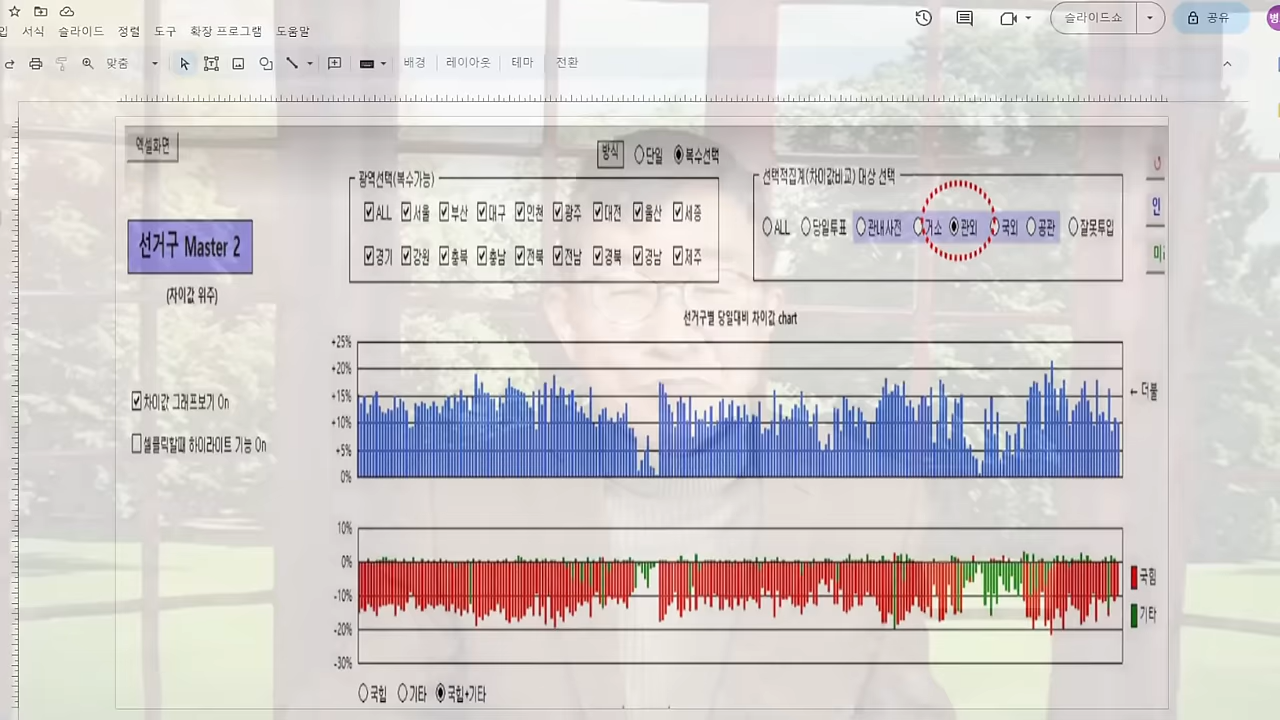 입 서식 슬라이드 정렬 도구 확장 프로그램 도움말
슬라이드쇼
공유
맞춤
배경 레이아웃 테마 전환
엑셀화면
방식 단일 복수선택
광역선택(복수가능)
ALL 서울 부산 대구 인천 광주 대전 울산 세종
경기 강원 충북 충남 전북 전남 경북 경남 제주
선택적집계(차이값비교) 대상 선택
ALL 당일투표 관내사전 거소 관외 국외 공관 잘못투입
인
선거구 Master 2
(차이값 위주)
선거구별 당일대비 차이값 chart
+25%
+20%
+15%
+10%
+5%
0%
← 더불
차이값 그래프보기 On
셀클릭할때 하이라이트 기능 On
10%
0%
-10%
-20%
-30%
국힘
기타
국힘 기타 국힘+기타